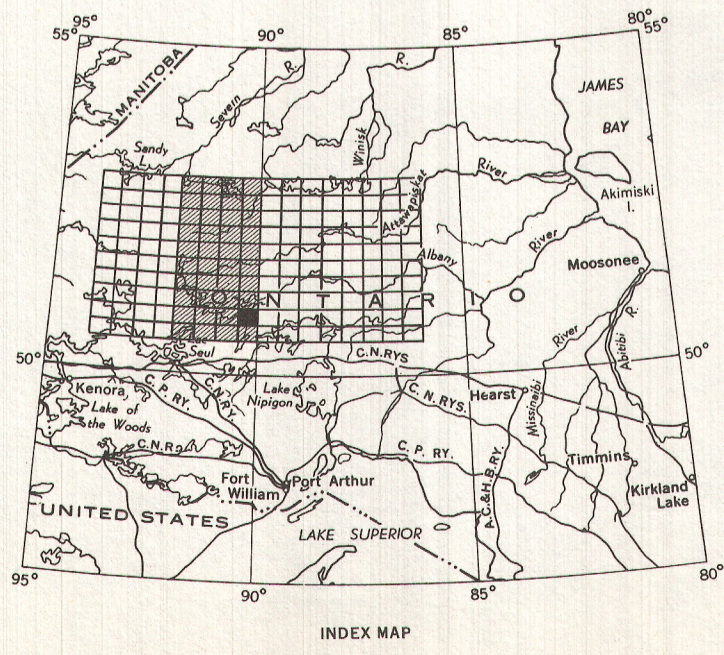 95°
90°
85°
80°
55°
55°
MANITOBA
Severn
R.
R.
JAMES
BAY
Sandy
L.
Winisk
River
Attawapiskat
Akimiski
I.
River
Albany
Moosonee
ONTARIO
Seul
C.N.RYS
River
Abitibi
R.
50°
50°
Kenora
C. P. RY.
C.N.RY
Lake
Nipigon
C. N. RYS.
Hearst
Missinaibi
Lake of
the Woods
C.N.R.
C. P. RY.
A.C.&H.B.RY.
Timmins
Fort
William
Port Arthur
Kirkland
Lake
UNITED STATES
LAKE SUPERIOR
95°
90°
85°
80°
INDEX MAP